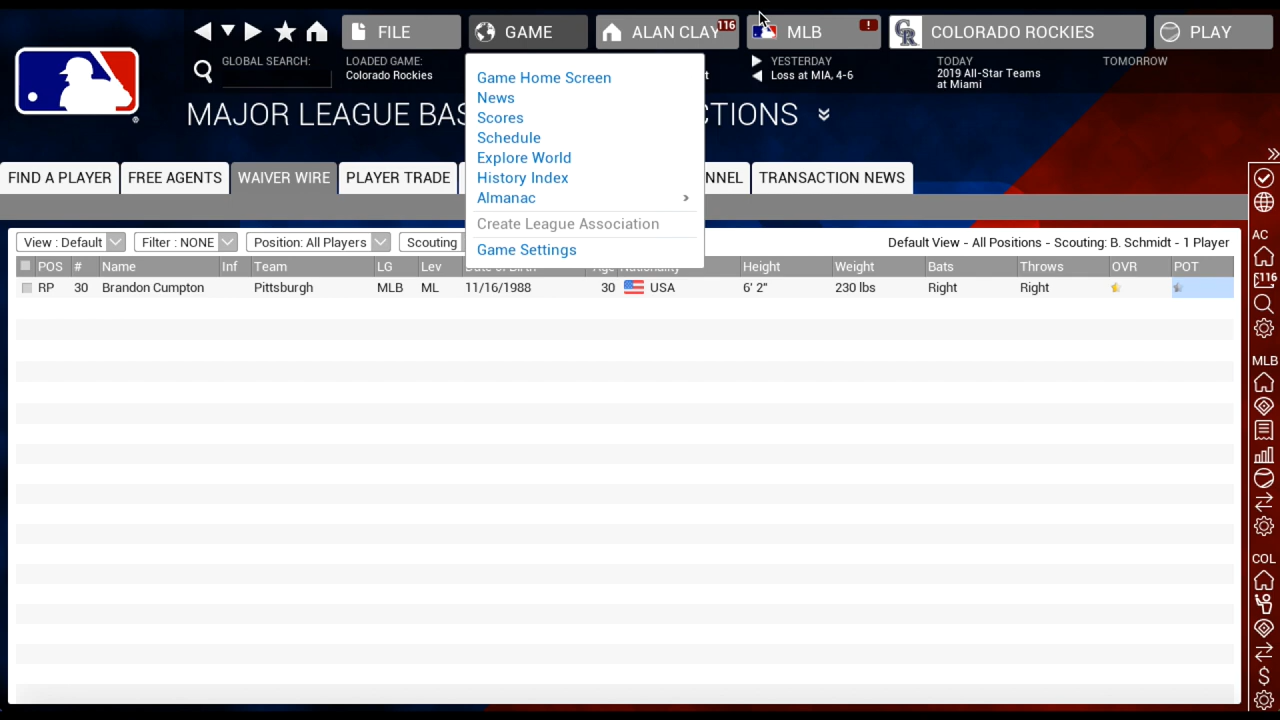 FILE
GAME
ALAN CLAY
116
MLB
!
COLORADO ROCKIES
PLAY
GLOBAL SEARCH:
LOADED GAME:
Colorado Rockies
YESTERDAY
Loss at MIA, 4-6
TODAY
2019 All-Star Teams
at Miami
TOMORROW
MAJOR LEAGUE BAS
CTIONS
Game Home Screen
News
Scores
Schedule
Explore World
History Index
Almanac
Create League Association
Game Settings
FIND A PLAYER
FREE AGENTS
WAIVER WIRE
PLAYER TRADE
NNEL
TRANSACTION NEWS
View : Default
Filter : NONE
Position: All Players
Scouting
Default View - All Positions - Scouting: B. Schmidt - 1 Player
POS # Name Inf Team LG Lev Date of Birth Age Nationality Height Weight Bats Throws OVR POT
RP 30 Brandon Cumpton Pittsburgh MLB ML 11/16/1988 30 USA 6' 2" 230 lbs Right Right
AC
116
MLB
COL
$